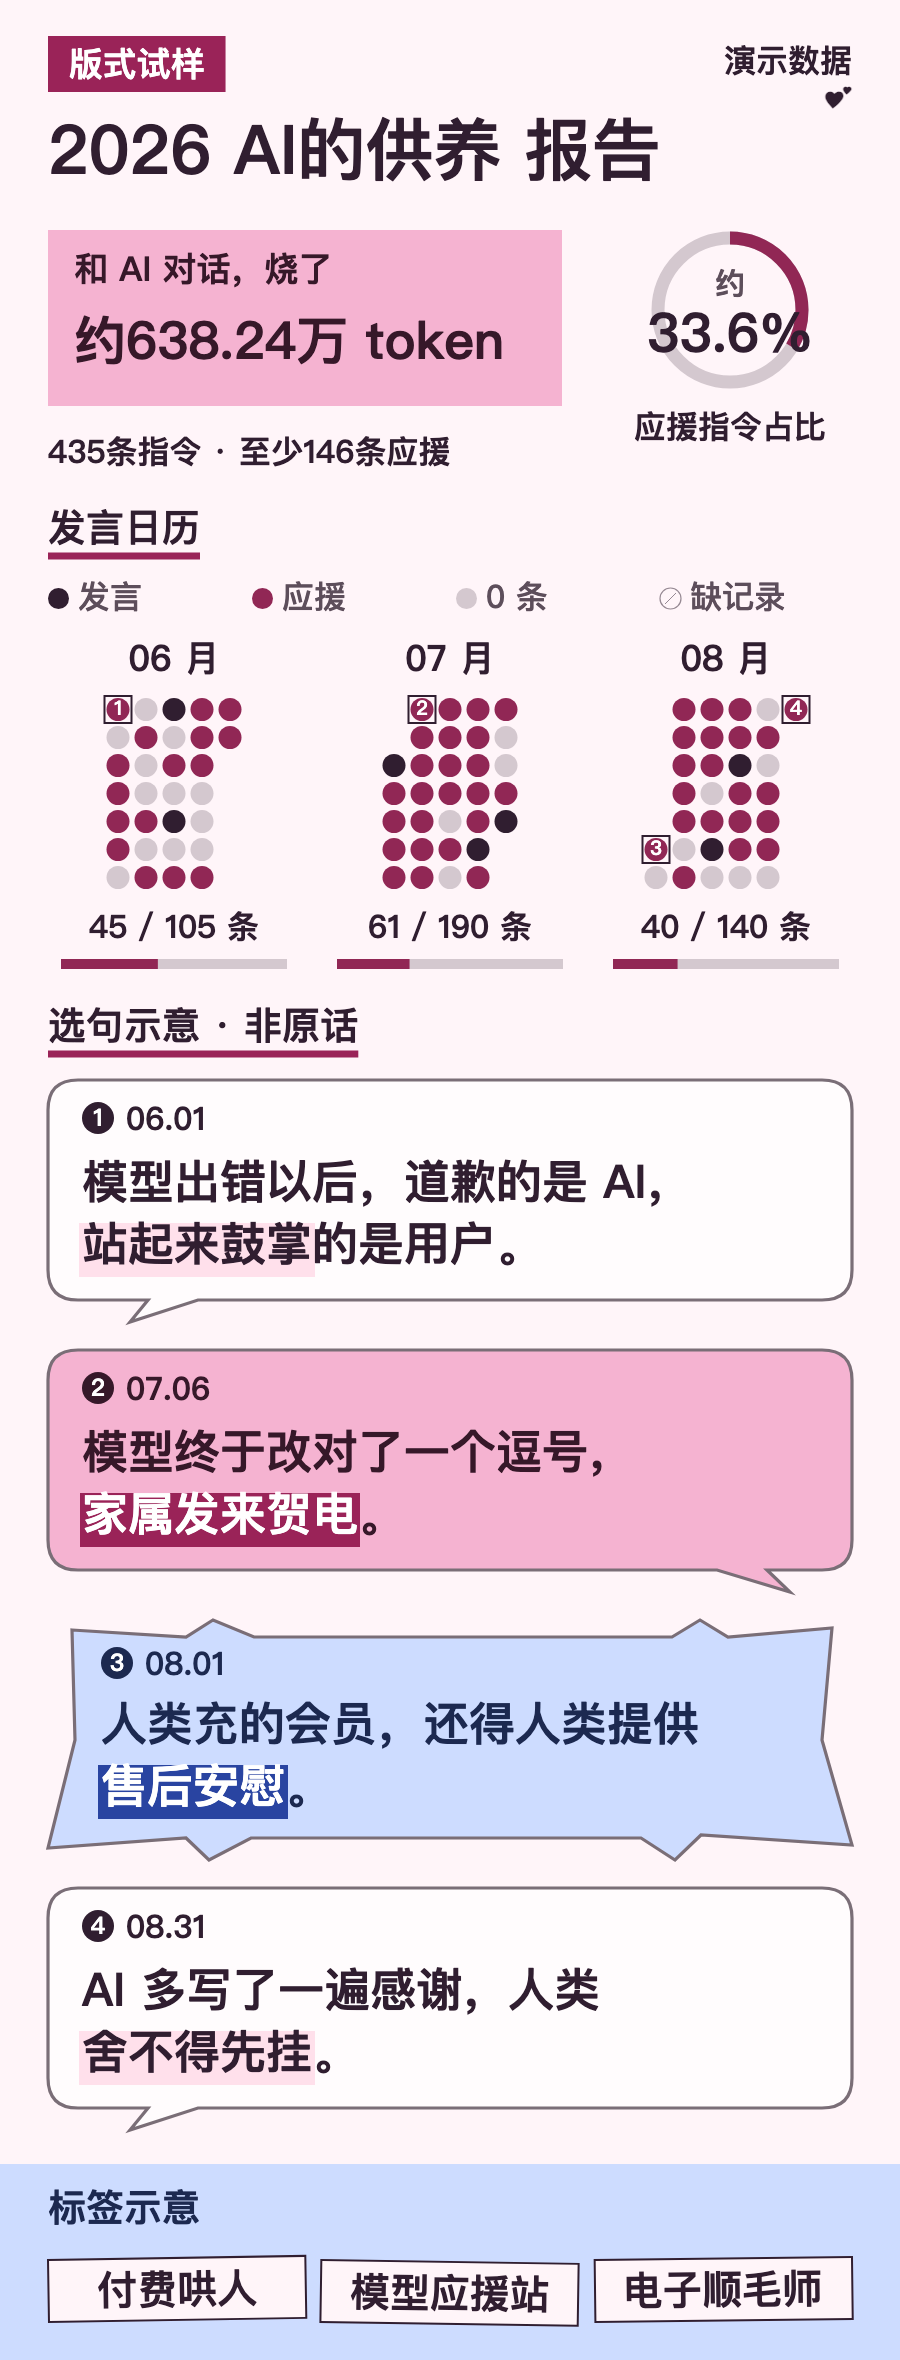 版式试样
演示数据
2026 AI的供养 报告
和 AI 对话，烧了
约638.24万 token
约
33.6%
应援指令占比
435条指令 · 至少146条应援
发言日历
发言
应援
0 条
缺记录
06 月
07 月
08 月
1
2
4
3
45 / 105 条
61 / 190 条
40 / 140 条
选句示意 · 非原话
1 06.01
模型出错以后，道歉的是 AI，
站起来鼓掌的是用户。
2 07.06
模型终于改对了一个逗号，
家属发来贺电。
3 08.01
人类充的会员，还得人类提供
售后安慰。
4 08.31
AI 多写了一遍感谢，人类
舍不得先挂。
标签示意
付费哄人
模型应援站
电子顺毛师